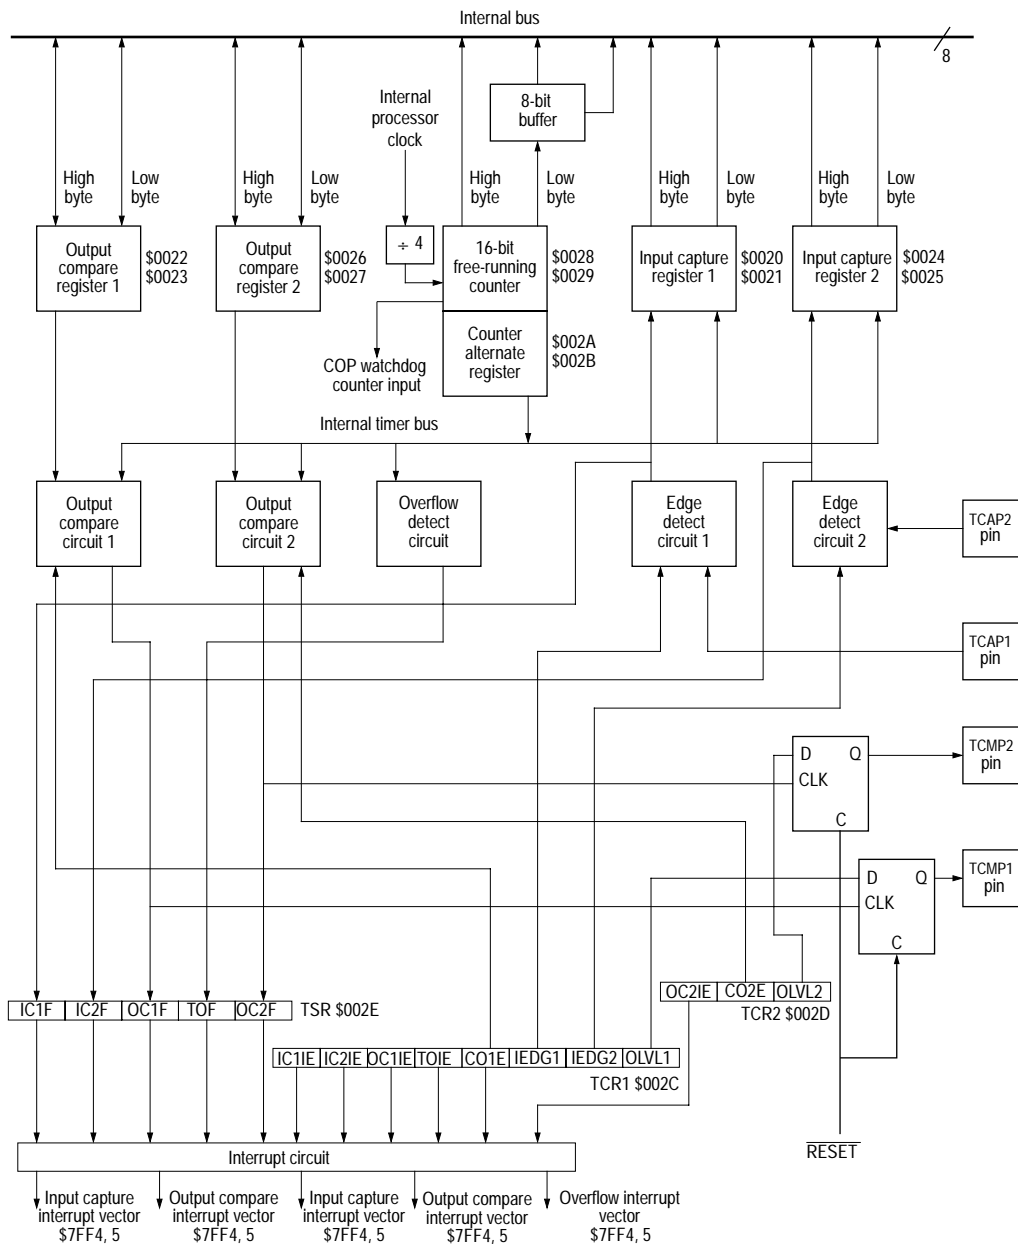 Internal bus
8
8-bit
buffer
Internal
processor
clock
High
byte
Low
byte
High
byte
Low
byte
High
byte
Low
byte
High
byte
Low
byte
High
byte
Low
byte
Output
compare
register 1
$0022
$0023
Output
compare
register 2
$0026
$0027
÷ 4
16-bit
free-running
counter
$0028
$0029
Input capture
register 1
$0020
$0021
Input capture
register 2
$0024
$0025
Counter
alternate
register
$002A
$002B
COP watchdog
counter input
Internal timer bus
Output
compare
circuit 1
Output
compare
circuit 2
Overflow
detect
circuit
Edge
detect
circuit 1
Edge
detect
circuit 2
TCAP2
pin
TCAP1
pin
D Q
CLK
C
TCMP2
pin
D Q
CLK
C
TCMP1
pin
OC2IE CO2E OLVL2
TCR2 $002D
IC1F IC2F OC1F TOF OC2F TSR $002E
IC1IE IC2IE OC1IE TOIE CO1E IEDG1 IEDG2 OLVL1
TCR1 $002C
RESET
Interrupt circuit
Input capture
interrupt vector
$7FF4, 5
Output compare
interrupt vector
$7FF4, 5
Input capture
interrupt vector
$7FF4, 5
Output compare
interrupt vector
$7FF4, 5
Overflow interrupt
vector
$7FF4, 5